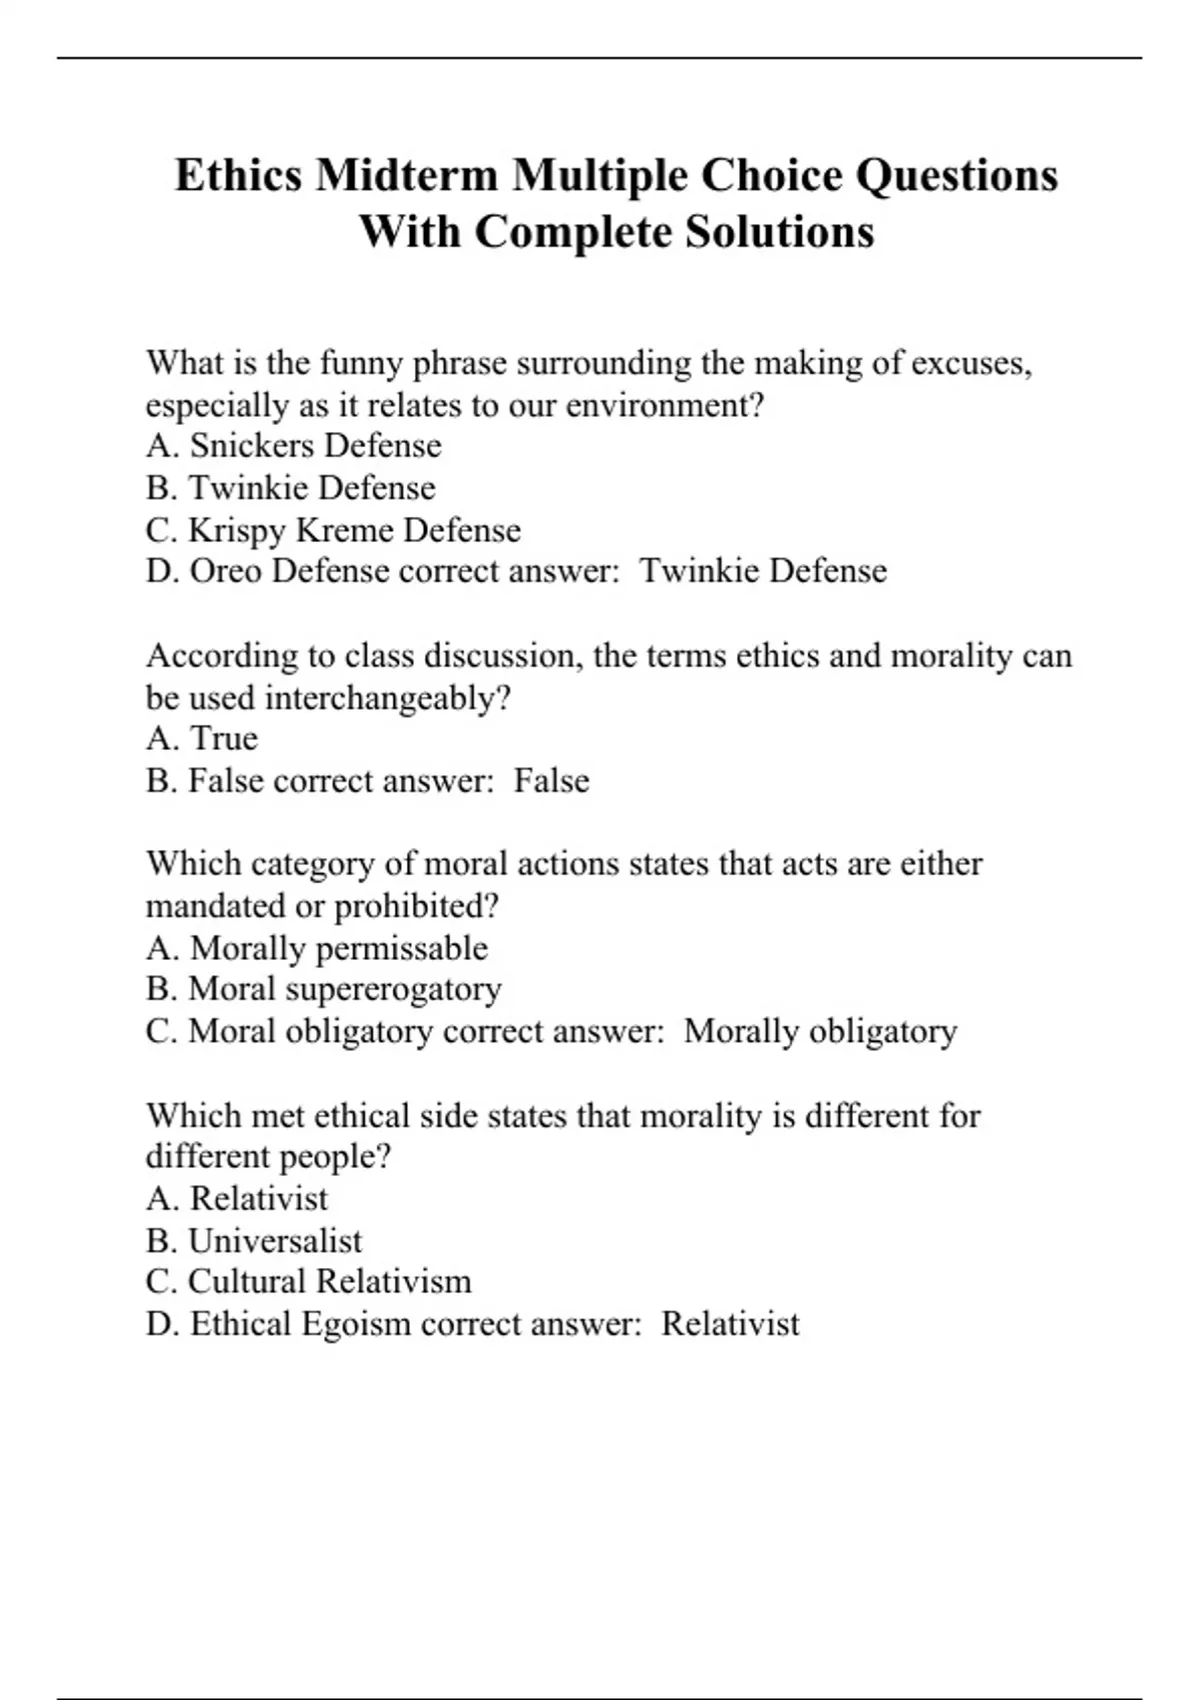 Ethics Midterm Multiple Choice Questions
With Complete Solutions
What is the funny phrase surrounding the making of excuses,
especially as it relates to our environment?
A. Snickers Defense
B. Twinkie Defense
C. Krispy Kreme Defense
D. Oreo Defense correct answer:  Twinkie Defense
According to class discussion, the terms ethics and morality can
be used interchangeably?
A. True
B. False correct answer:  False
Which category of moral actions states that acts are either
mandated or prohibited?
A. Morally permissable
B. Moral supererogatory
C. Moral obligatory correct answer:  Morally obligatory
Which met ethical side states that morality is different for
different people?
A. Relativist
B. Universalist
C. Cultural Relativism
D. Ethical Egoism correct answer:  Relativist